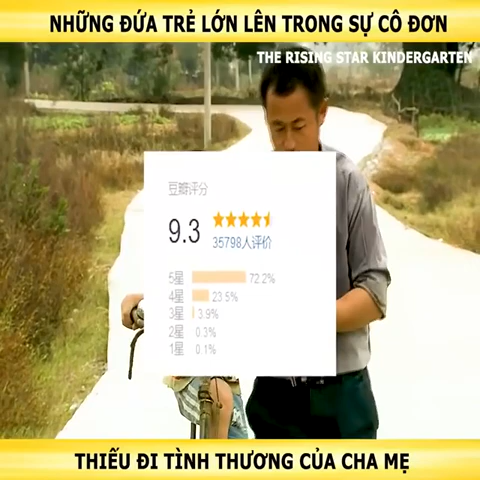 NHỮNG ĐỨA TRẺ LỚN LÊN TRONG SỰ CÔ ĐƠN
THE RISING STAR KINDERGARTEN
豆瓣评分
9.3
35798人评价
5星 72.2%
4星 23.5%
3星 3.9%
2星 0.3%
1星 0.1%
THIẾU ĐI TÌNH THƯƠNG CỦA CHA MẸ